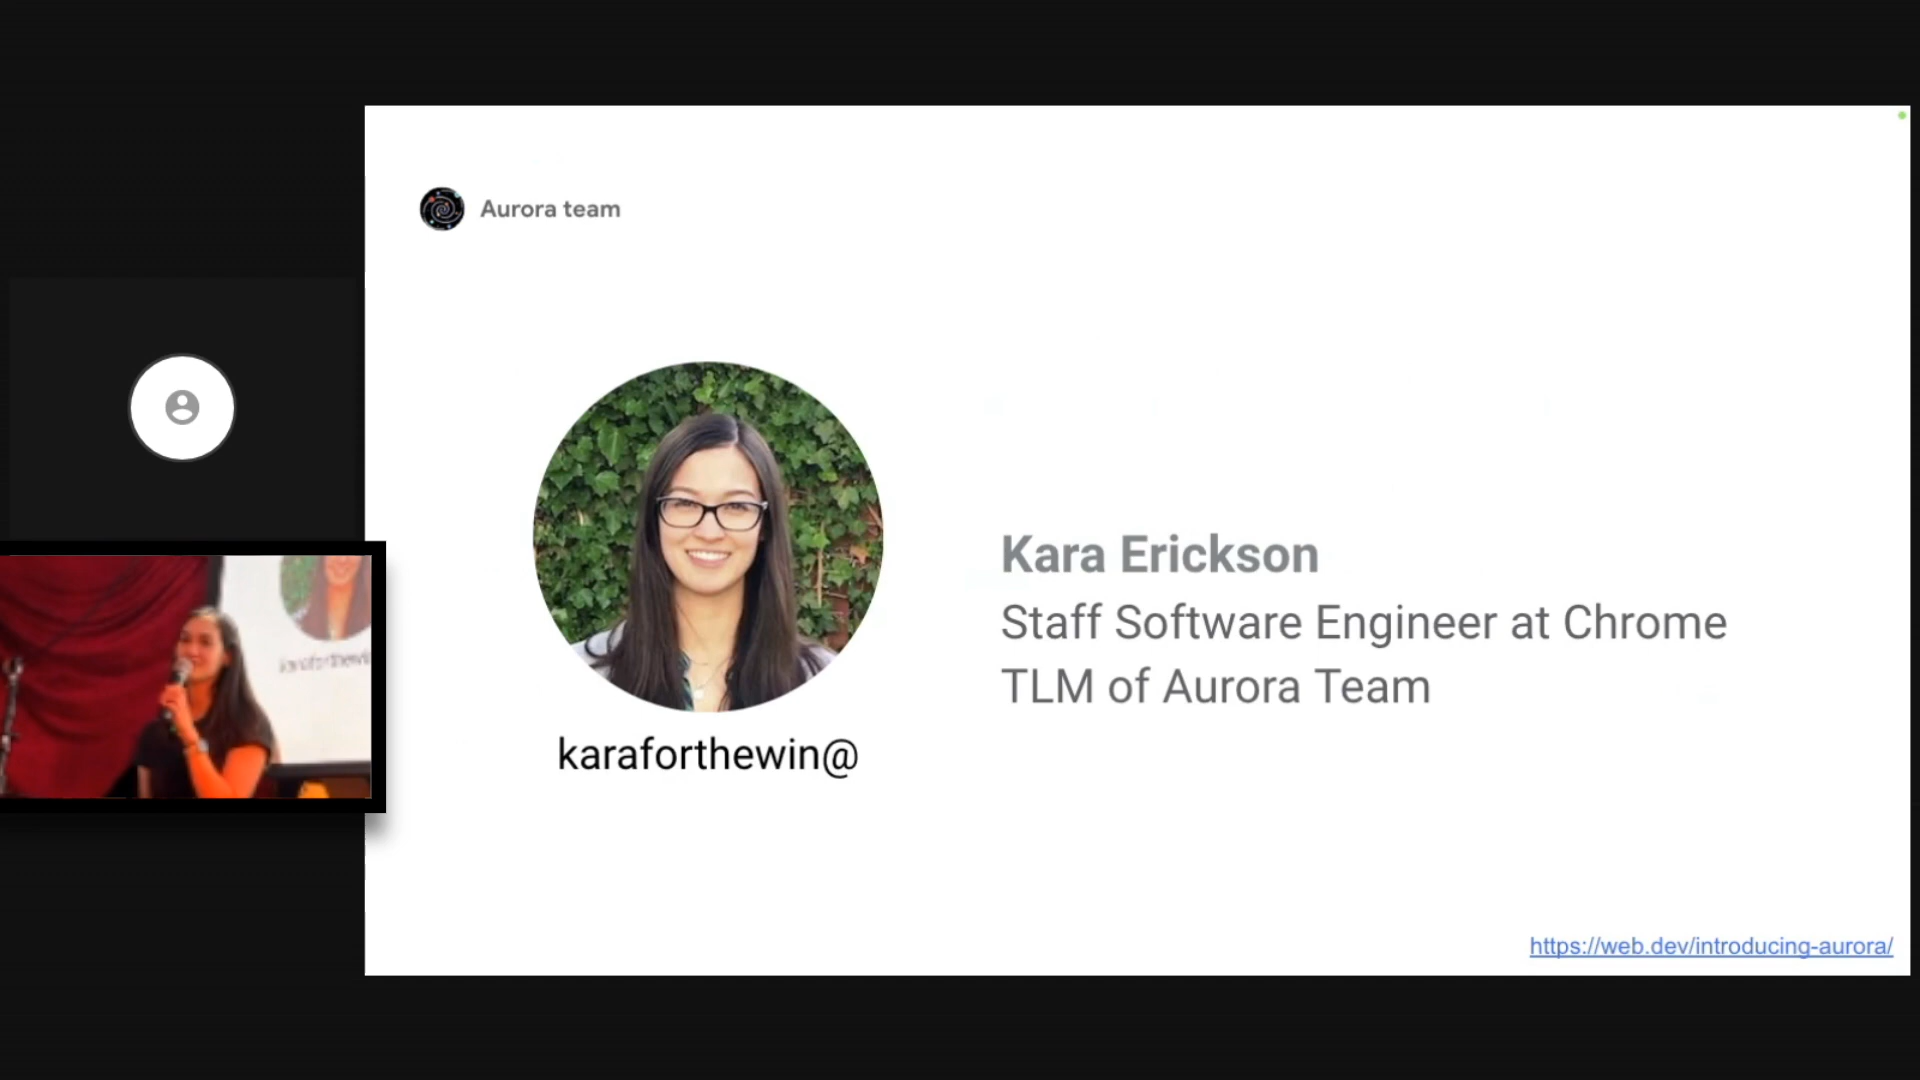 Aurora team
Kara Erickson
Staff Software Engineer at Chrome
TLM of Aurora Team
karaforthewin@
https://web.dev/introducing-aurora/